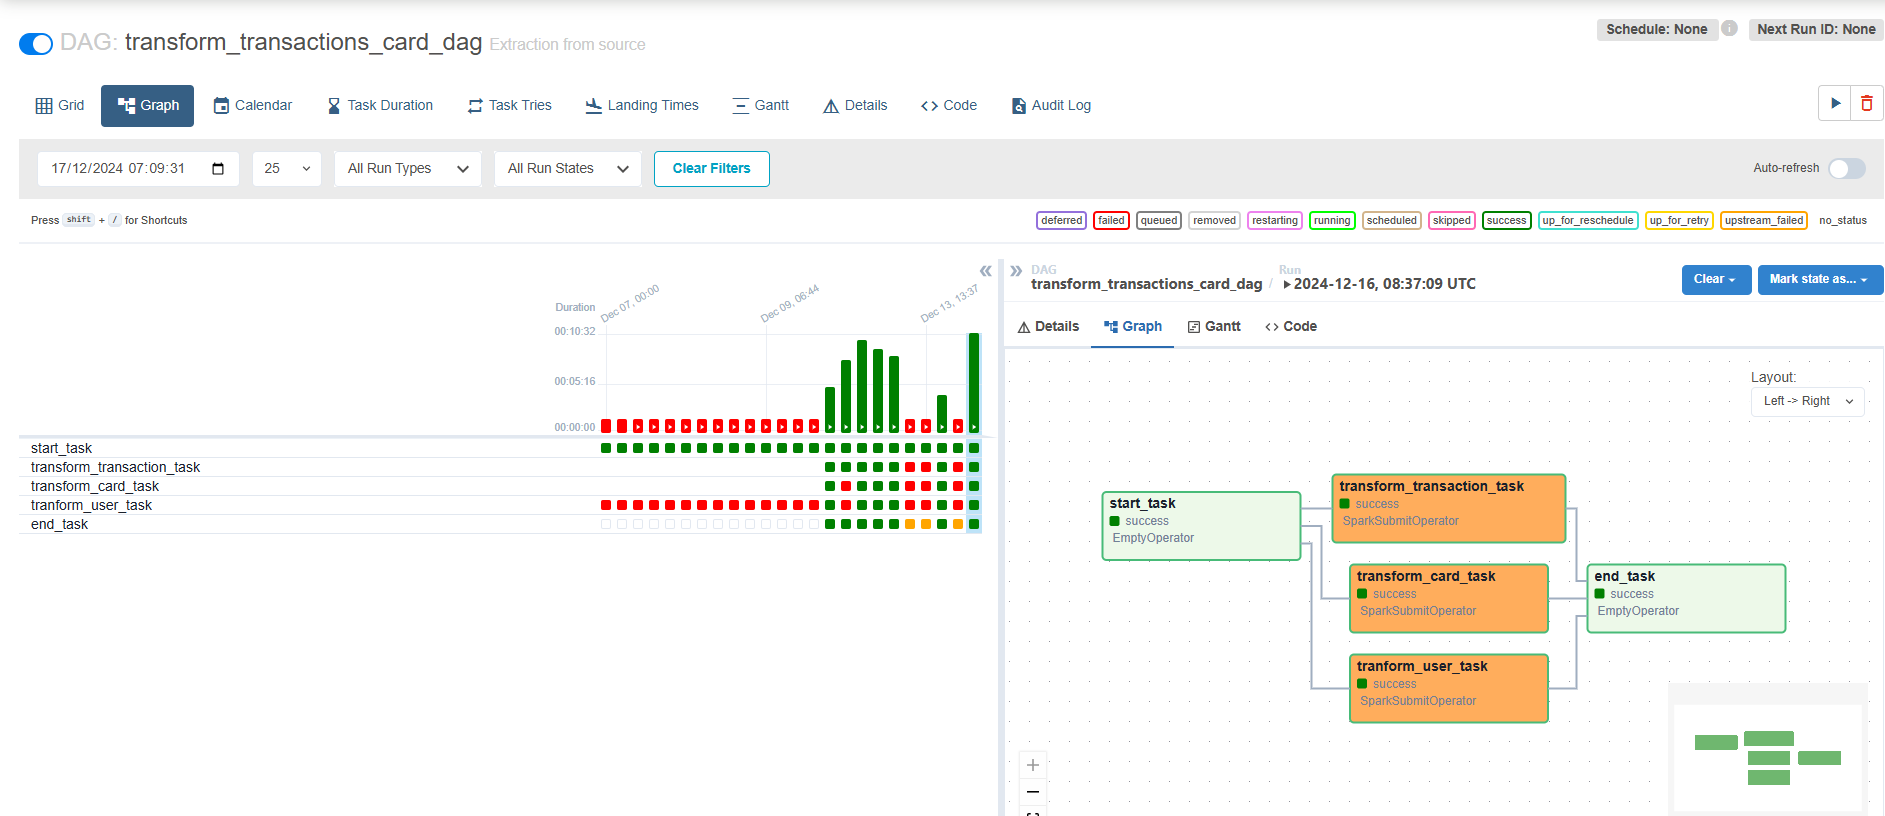 DAG: transform_transactions_card_dag Extraction from source
Schedule: None
Next Run ID: None
Grid
Graph
Calendar
Task Duration
Task Tries
Landing Times
Gantt
Details
Code
Audit Log
17/12/2024 07:09:31
25
All Run Types
All Run States
Clear Filters
Auto-refresh
Press shift + / for Shortcuts
deferred
failed
queued
removed
restarting
running
scheduled
skipped
success
up_for_reschedule
up_for_retry
upstream_failed
no_status
Duration
Dec 07, 00:00
Dec 09, 06:44
Dec 13, 13:37
00:10:32
00:05:16
00:00:00
start_task
transform_transaction_task
transform_card_task
tranform_user_task
end_task
DAG
transform_transactions_card_dag
/
Run
2024-12-16, 08:37:09 UTC
Clear
Mark state as...
Details
Graph
Gantt
Code
Layout:
Left -> Right
start_task
success
EmptyOperator
transform_transaction_task
success
SparkSubmitOperator
transform_card_task
success
SparkSubmitOperator
tranform_user_task
success
SparkSubmitOperator
end_task
success
EmptyOperator